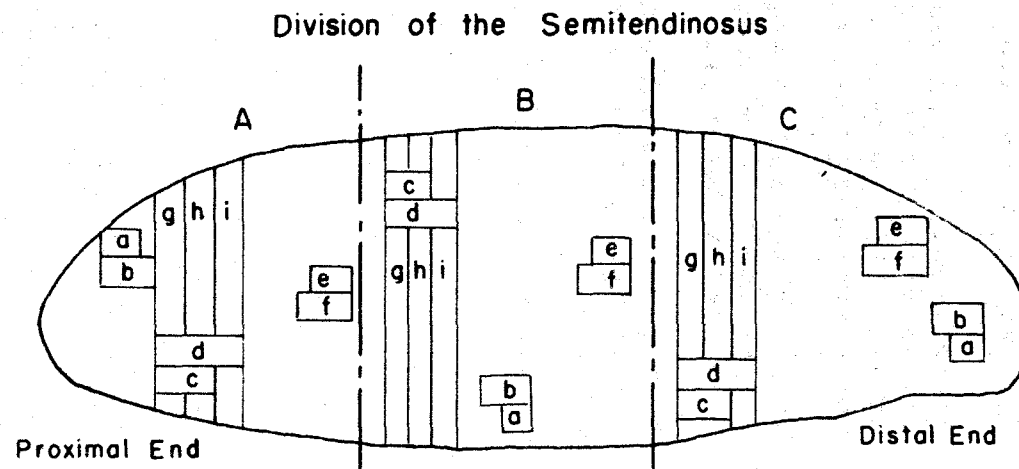 Division of the Semitendinosus
A B C
a
b
g h i
d
c
e
f
c
d
g h i
b
a
e
f
g h i
d
c
e
f
b
a
Proximal End
Distal End